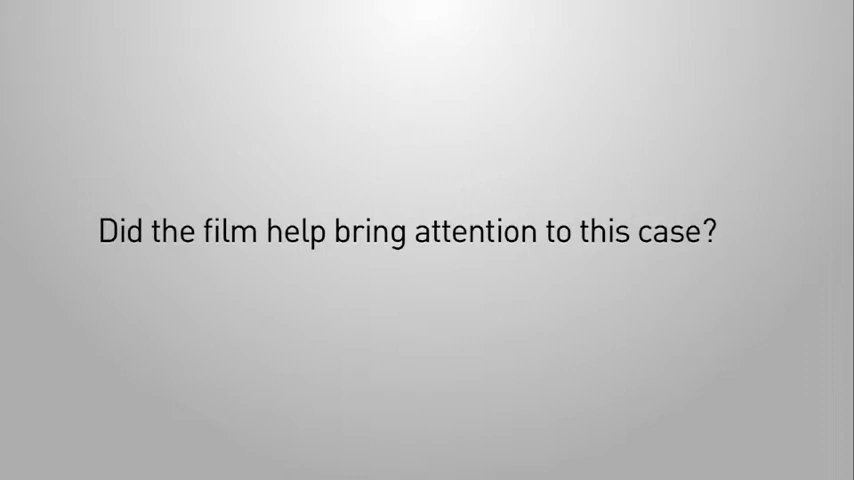 Did the film help bring attention to this case?